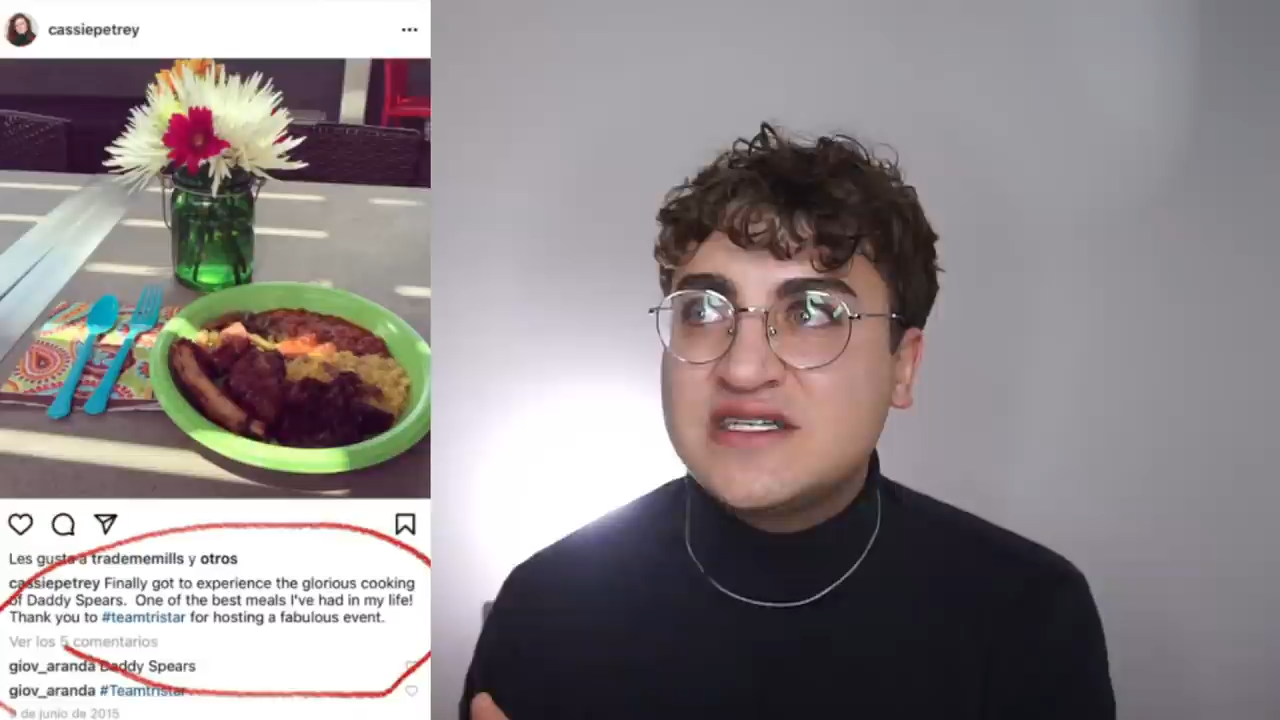 cassiepetrey
Les gusta a tradememills y otros
cassiepetrey Finally got to experience the glorious cooking
of Daddy Spears. One of the best meals I've had in my life!
Thank you to #teamtristar for hosting a fabulous event.
Ver los 5 comentarios
giov_aranda Daddy Spears
giov_aranda #Teamtristar
de junio de 2015